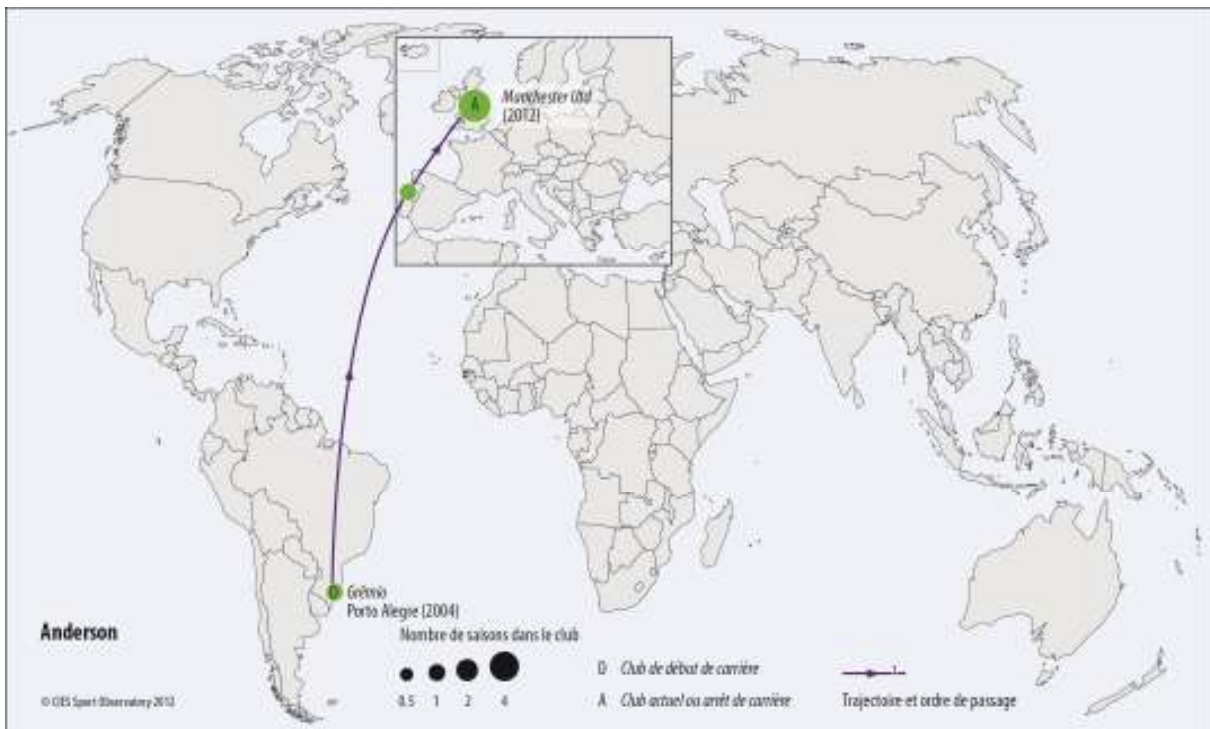 A
Manchester Utd
(2012)
D
Grêmio
Porto Alegre (2004)
Anderson
Nombre de saisons dans le club
0.5 1 2 4
D Club de début de carrière
A Club actuel ou arrêt de carrière
1
Trajectoire et ordre de passage
© CIES Sport Observatory 2012